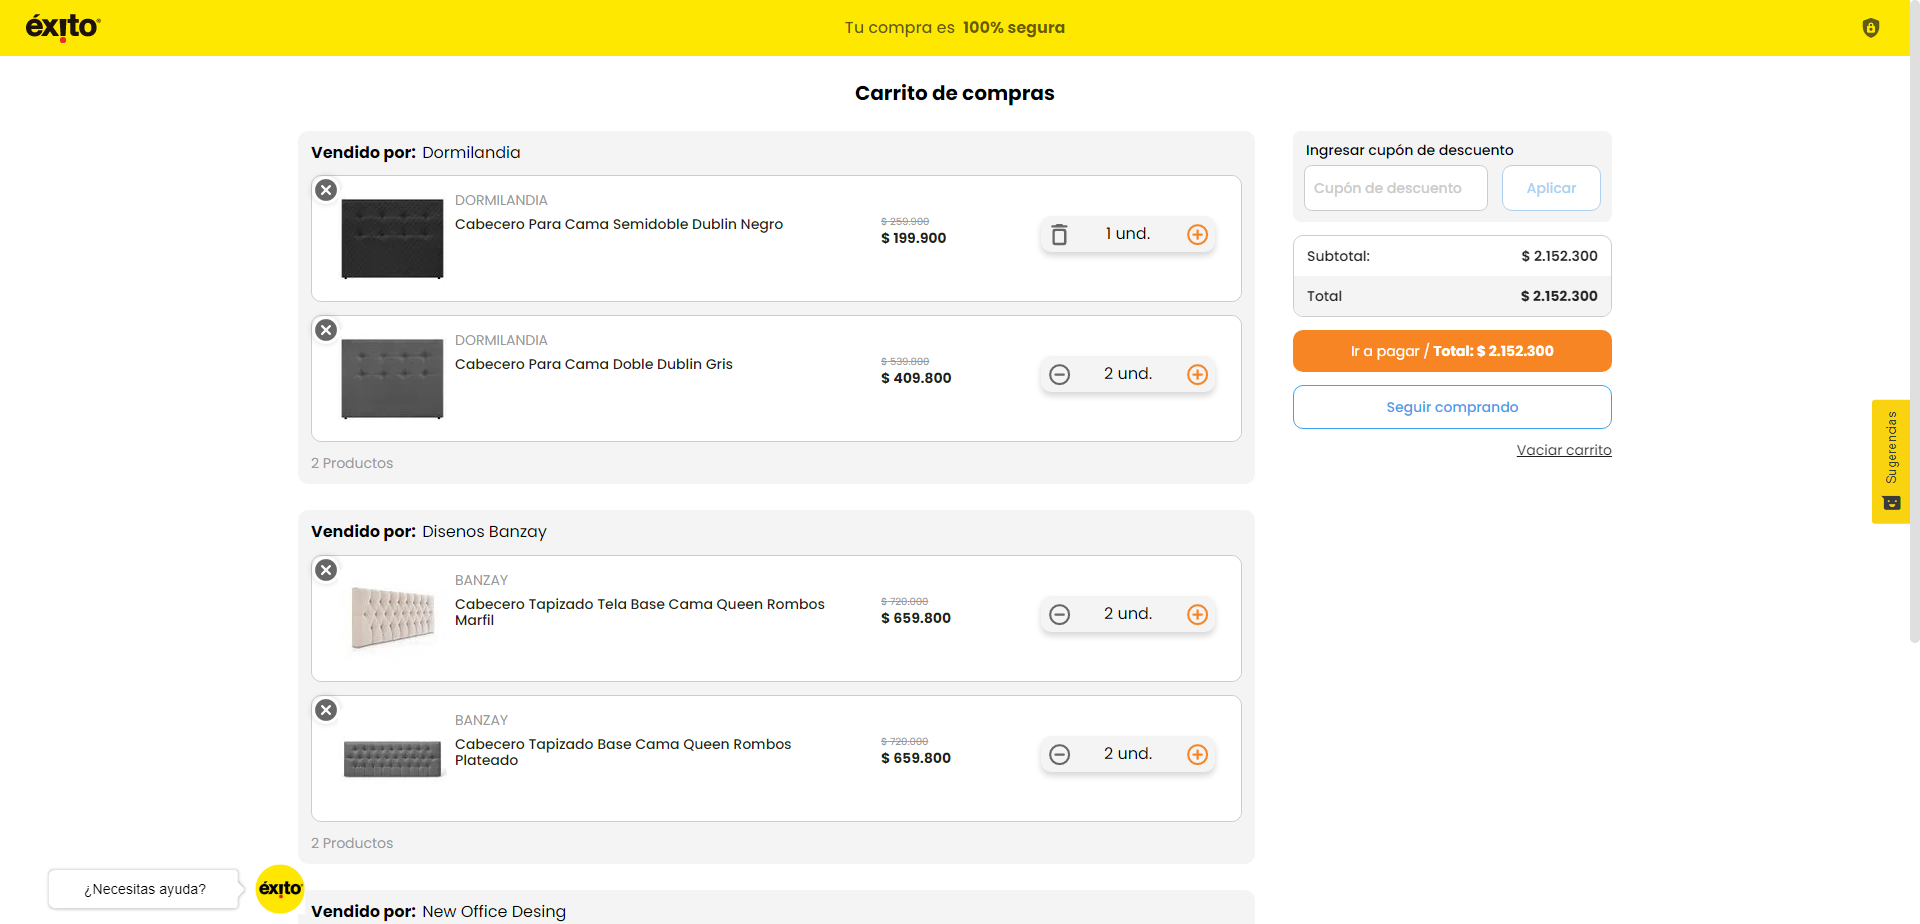 éxito
Tu compra es 100% segura
Carrito de compras
Vendido por: Dormilandia
DORMILANDIA
Cabecero Para Cama Semidoble Dublin Negro
$ 259.900
$ 199.900
1 und.
DORMILANDIA
Cabecero Para Cama Doble Dublin Gris
$ 539.800
$ 409.800
2 und.
2 Productos
Vendido por: Disenos Banzay
BANZAY
Cabecero Tapizado Tela Base Cama Queen Rombos
Marfil
$ 720.000
$ 659.800
2 und.
BANZAY
Cabecero Tapizado Base Cama Queen Rombos
Plateado
$ 720.000
$ 659.800
2 und.
2 Productos
Vendido por: New Office Desing
Ingresar cupón de descuento
Cupón de descuento
Aplicar
Subtotal: $ 2.152.300
Total $ 2.152.300
Ir a pagar / Total: $ 2.152.300
Seguir comprando
Vaciar carrito
Sugerencias
¿Necesitas ayuda?
éxito